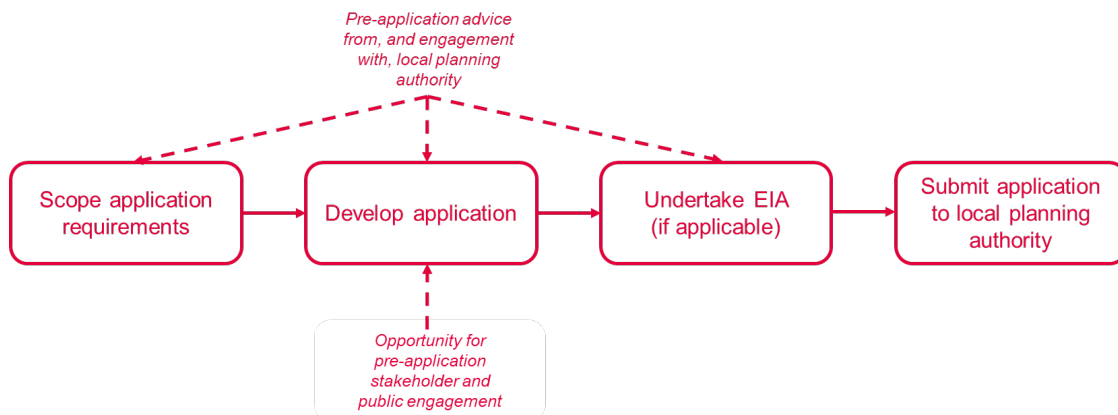 Pre-application advice
from, and engagement
with, local planning
authority
Scope application
requirements
Develop application
Undertake EIA
(if applicable)
Submit application
to local planning
authority
Opportunity for
pre-application
stakeholder and
public engagement